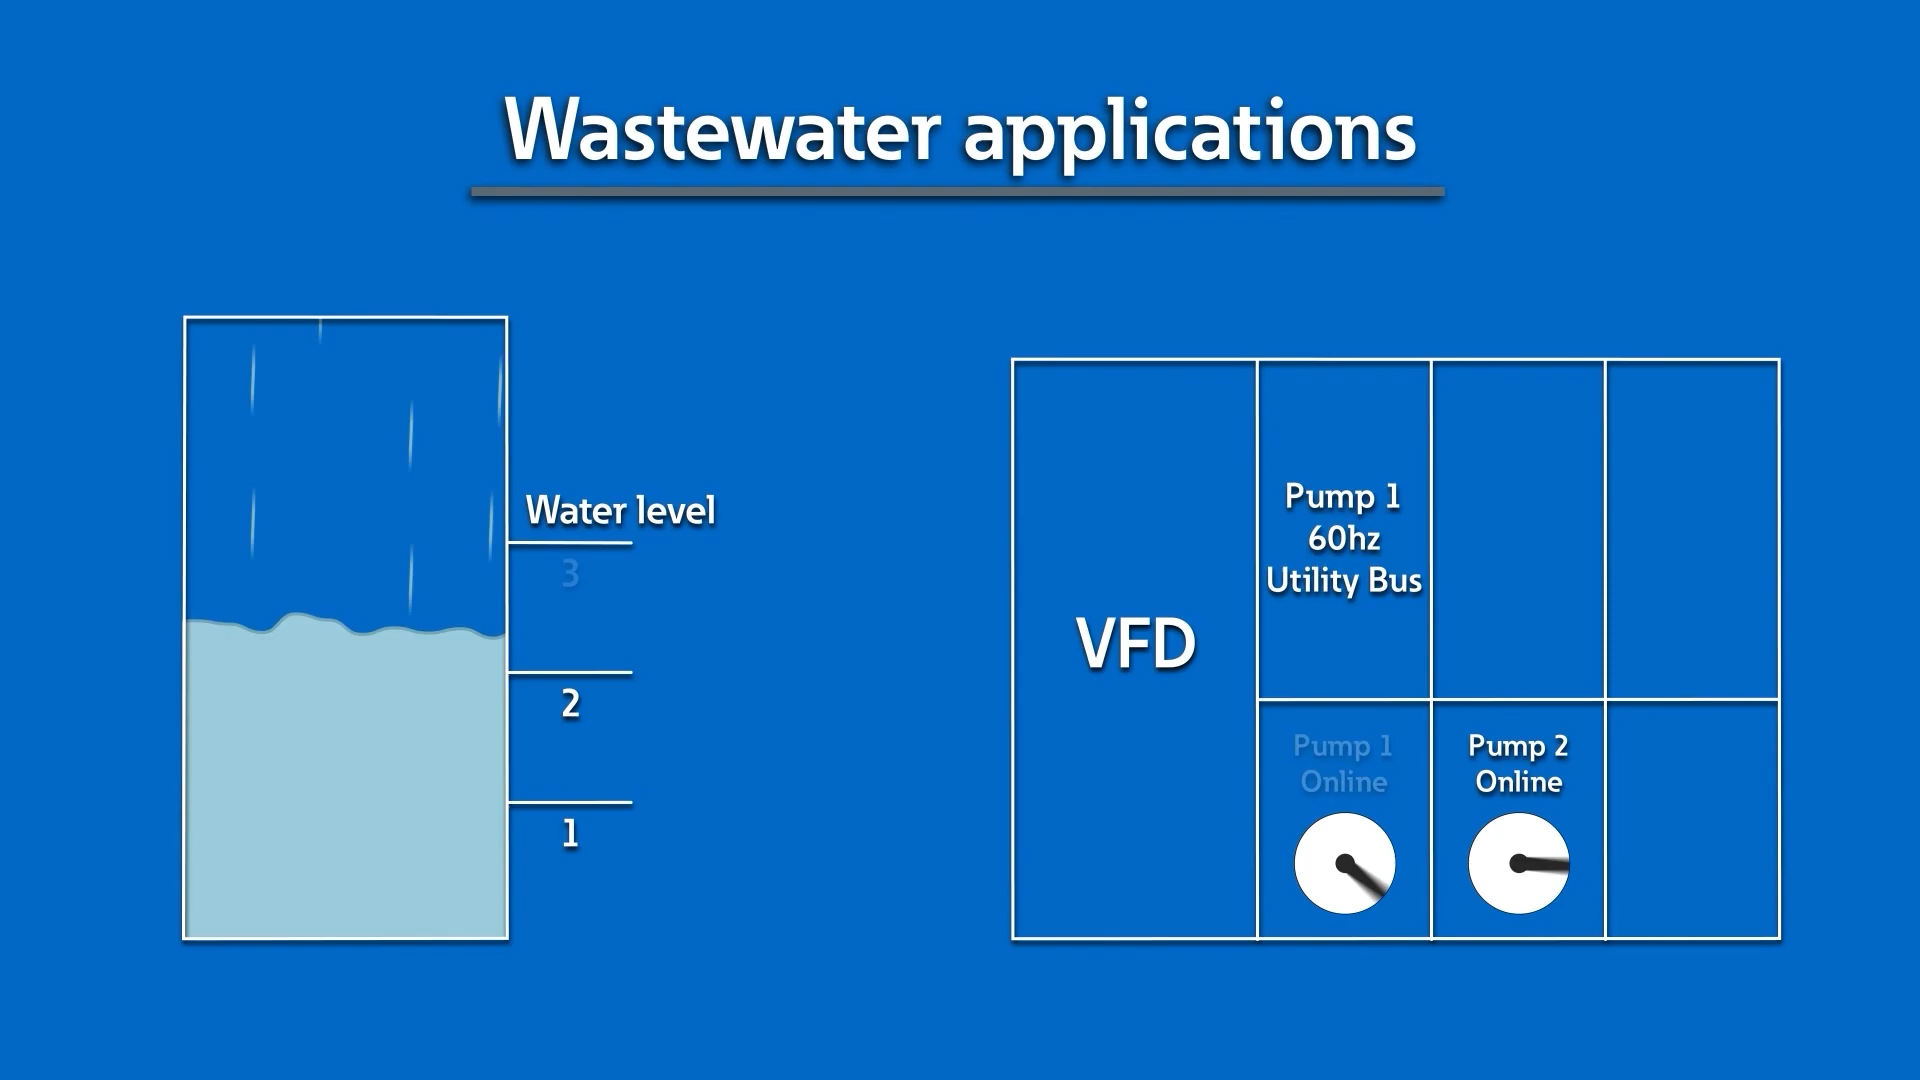 Wastewater applications
Water level
3
2
1
VFD
Pump 1
60hz
Utility Bus
Pump 1
Online
Pump 2
Online